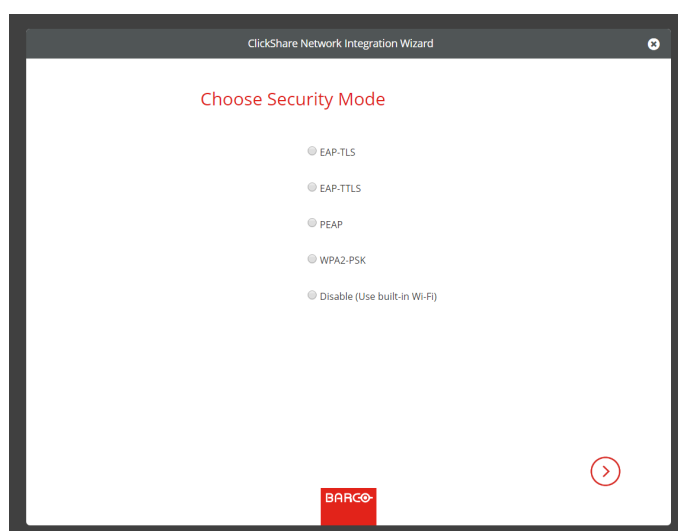 ClickShare Network Integration Wizard
Choose Security Mode
EAP-TLS
EAP-TTLS
PEAP
WPA2-PSK
Disable (Use built-in Wi-Fi)
BARCO